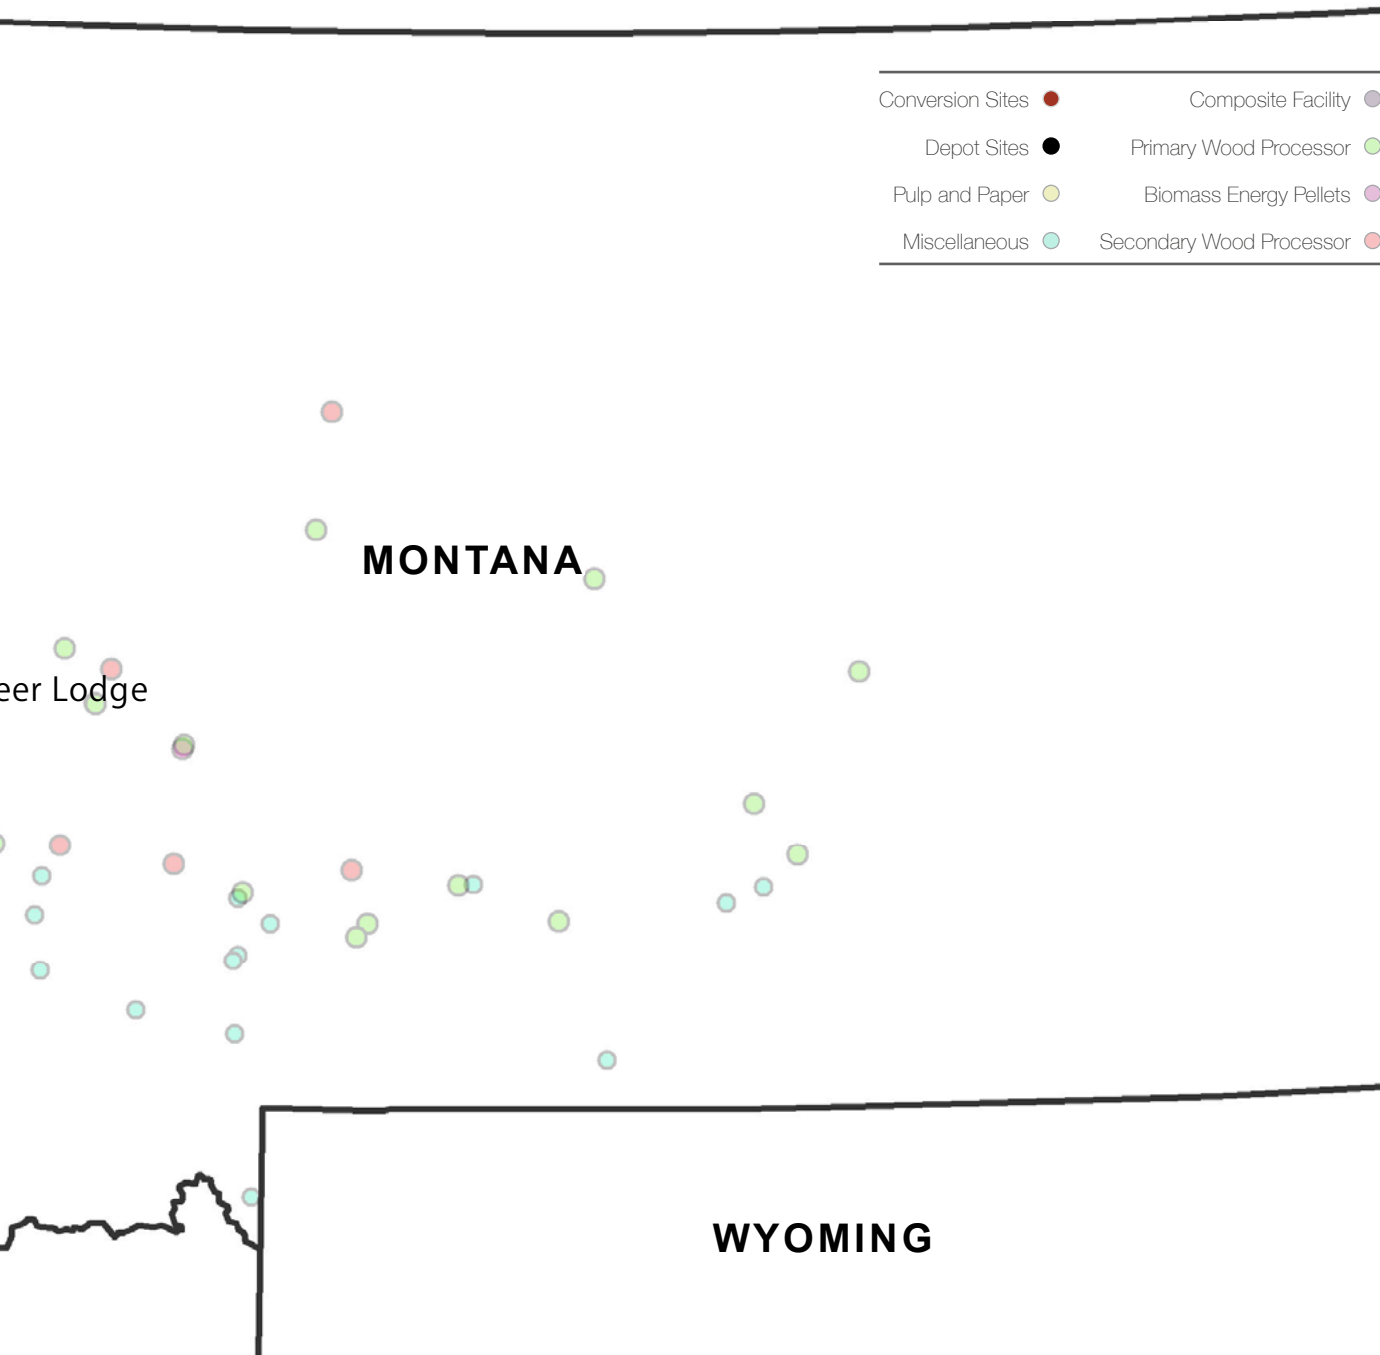 Conversion Sites Composite Facility
Depot Sites Primary Wood Processor
Pulp and Paper Biomass Energy Pellets
Miscellaneous Secondary Wood Processor
MONTANA
eer Lodge
WYOMING